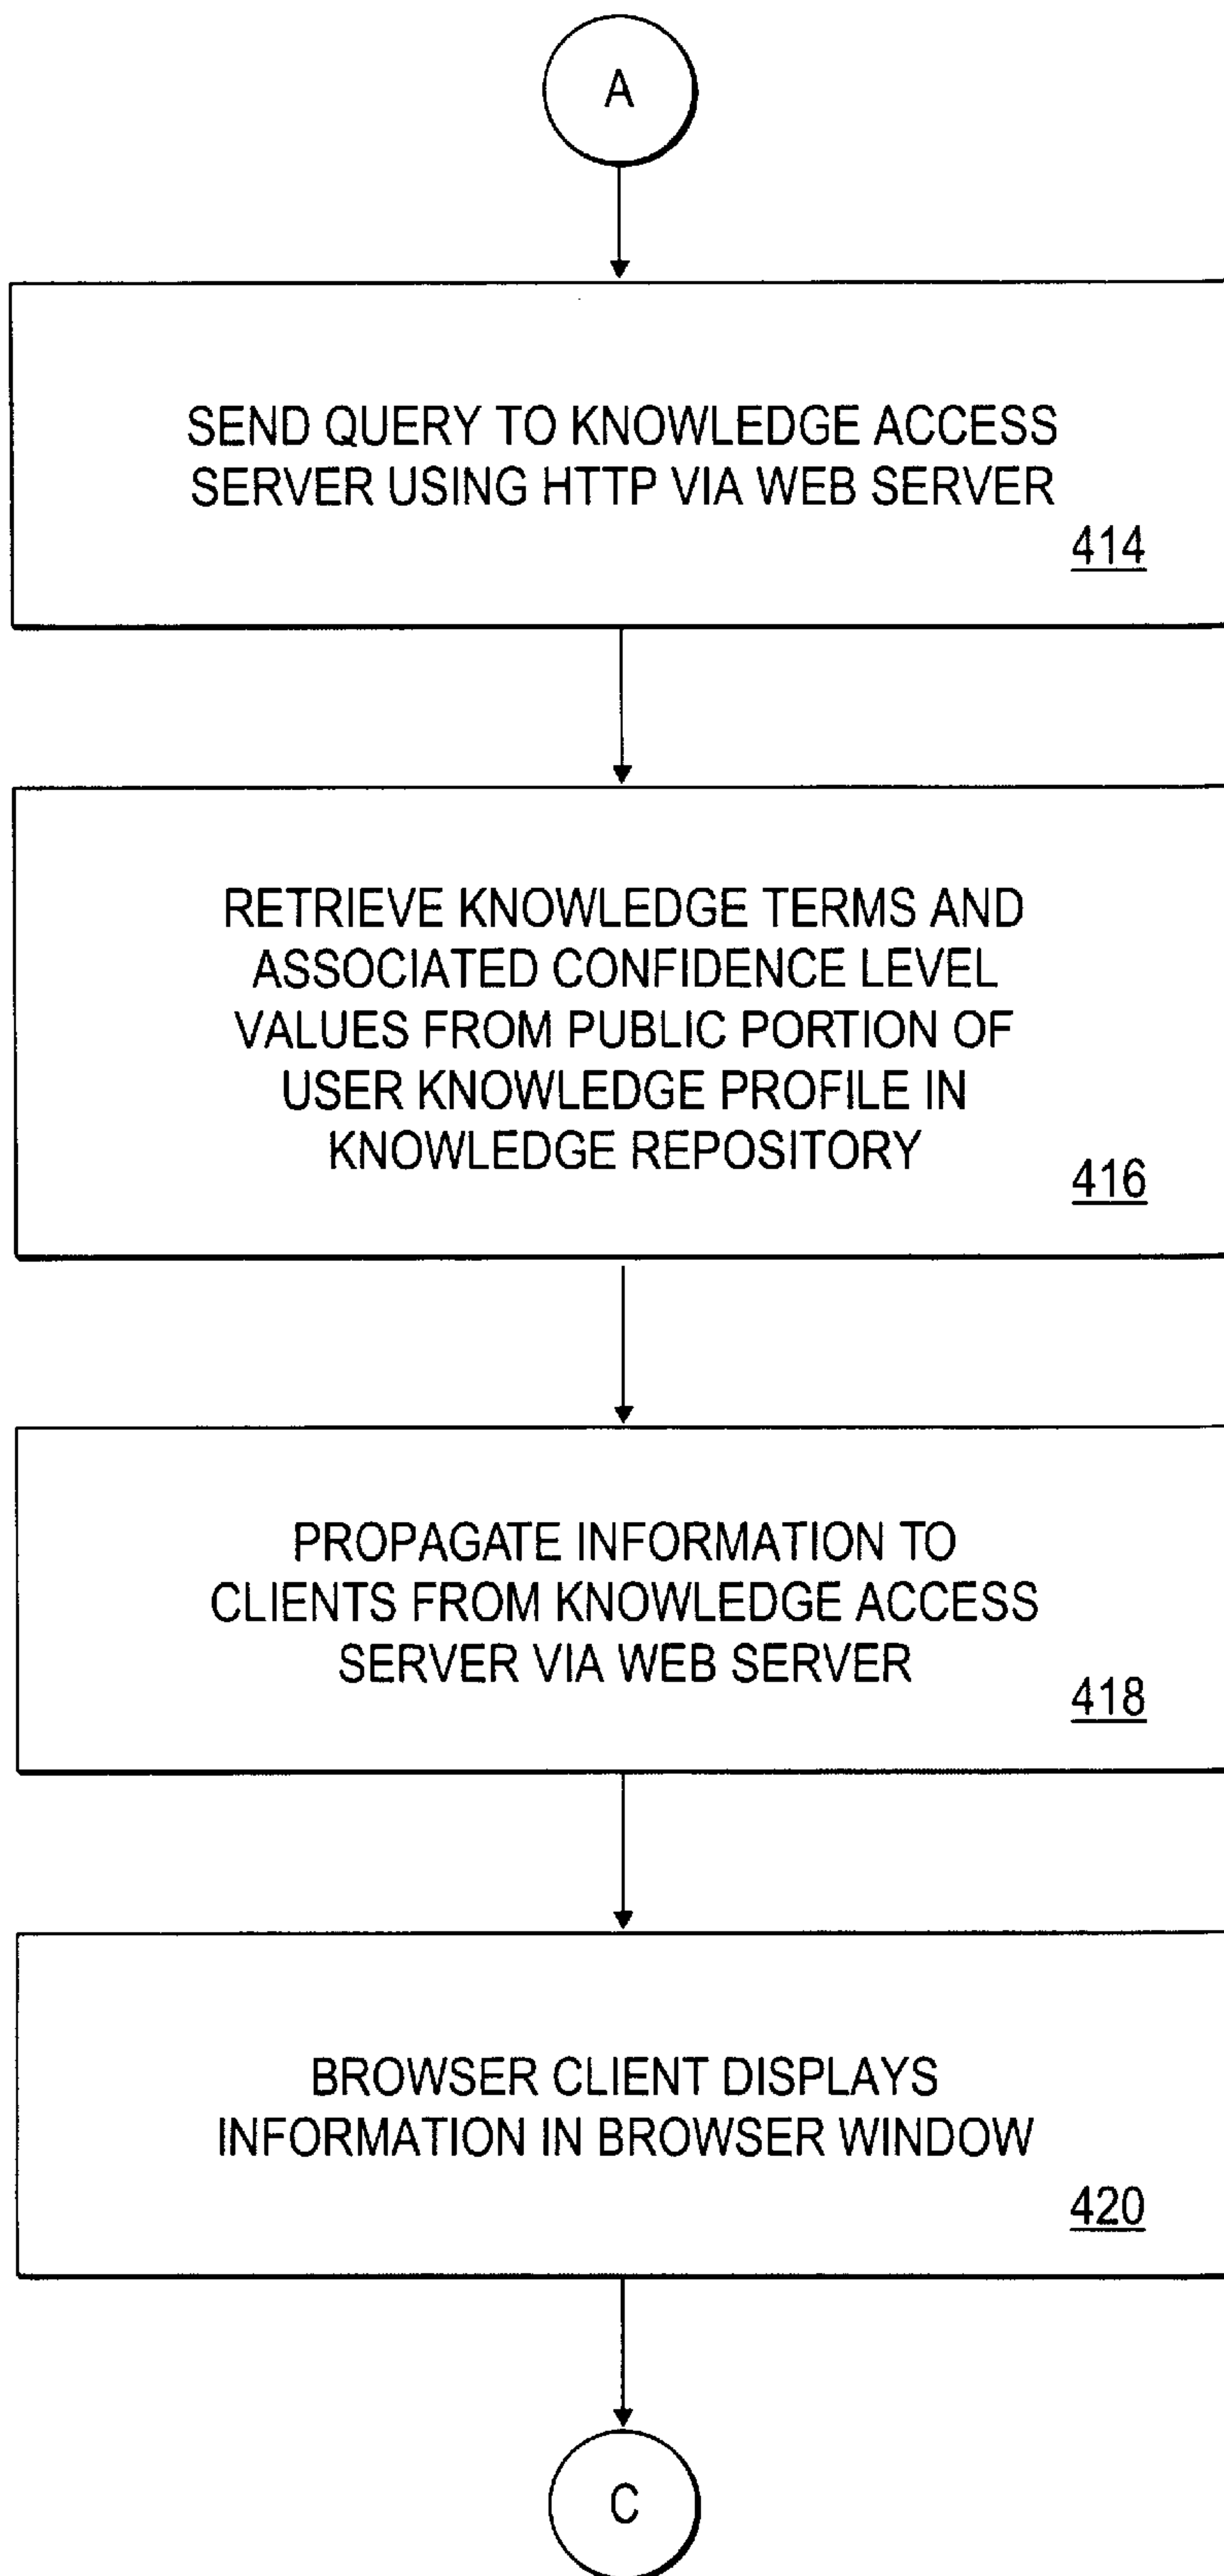 A
SEND QUERY TO KNOWLEDGE ACCESS
SERVER USING HTTP VIA WEB SERVER
414
RETRIEVE KNOWLEDGE TERMS AND
ASSOCIATED CONFIDENCE LEVEL
VALUES FROM PUBLIC PORTION OF
USER KNOWLEDGE PROFILE IN
KNOWLEDGE REPOSITORY
416
PROPAGATE INFORMATION TO
CLIENTS FROM KNOWLEDGE ACCESS
SERVER VIA WEB SERVER
418
BROWSER CLIENT DISPLAYS
INFORMATION IN BROWSER WINDOW
420
C